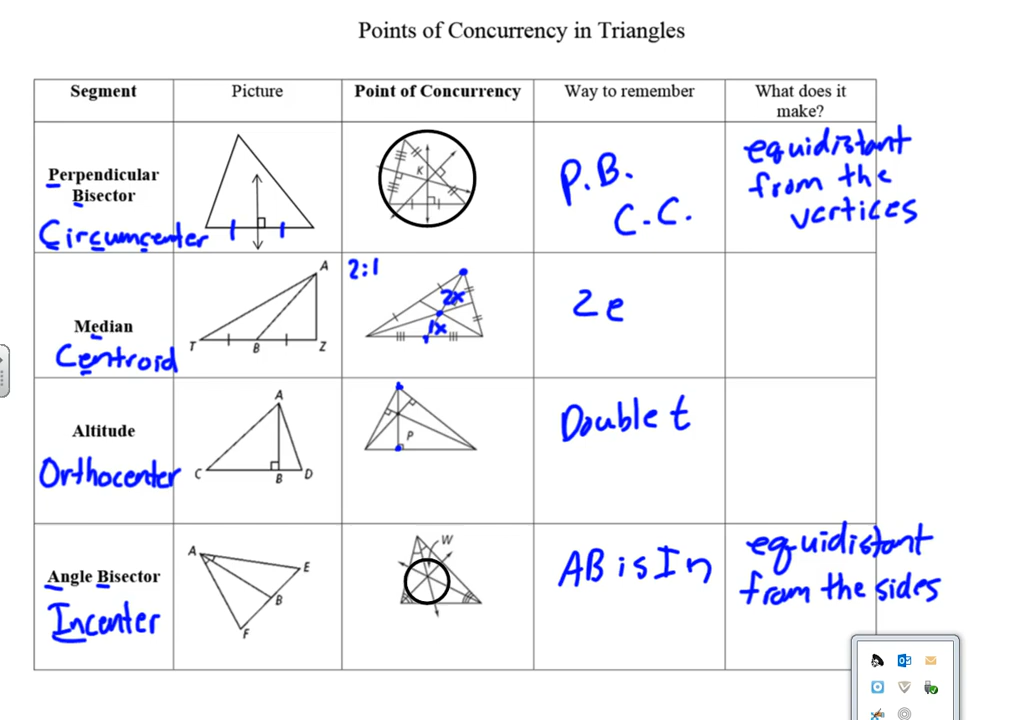 Points of Concurrency in Triangles
Segment Picture Point of Concurrency Way to remember What does it make?
Perpendicular
Bisector
Circumcenter
K
P.B.
C.C.
equidistant
from the
vertices
Median
Centroid
A
T
B
Z
2:1
2x
1x
2 e
Altitude
Orthocenter
A
C
B
D
P
Double t
Angle Bisector
Incenter
A
E
B
F
W
AB is In
equidistant
from the sides